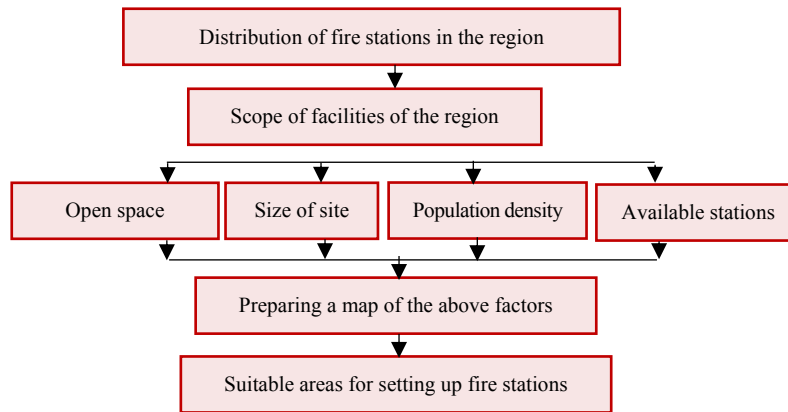 Distribution of fire stations in the region
Scope of facilities of the region
Open space
Size of site
Population density
Available stations
Preparing a map of the above factors
Suitable areas for setting up fire stations